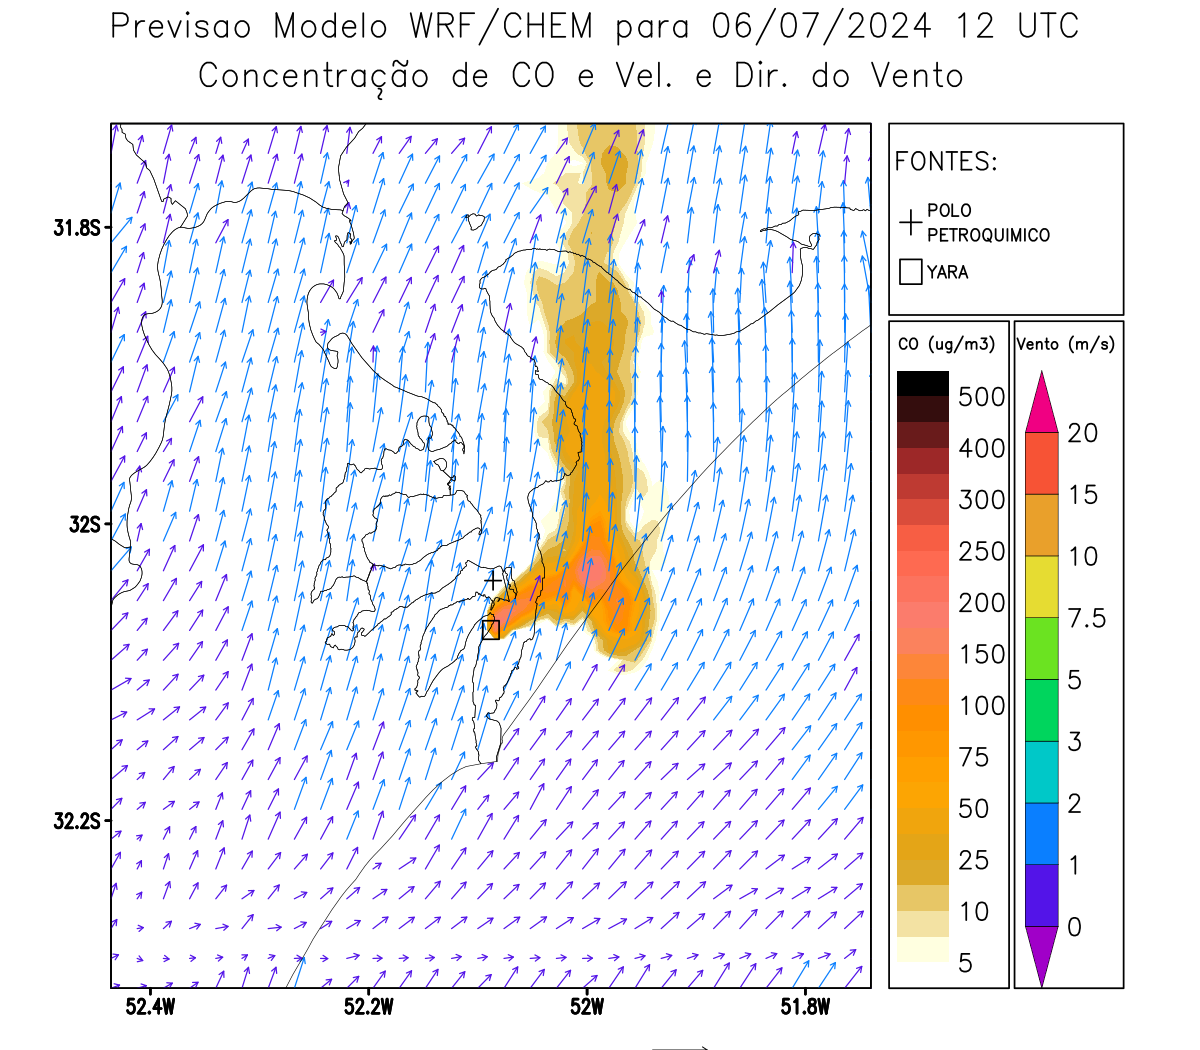 Previsao Modelo WRF/CHEM para 06/07/2024 12 UTC
Concentração de CO e Vel. e Dir. do Vento
FONTES:
POLO
PETROQUIMICO
YARA
CO (ug/m3)
500
400
300
250
200
150
100
75
50
25
10
5
Vento (m/s)
20
15
10
7.5
5
3
2
1
0
31.8S
32S
32.2S
52.4W
52.2W
52W
51.8W